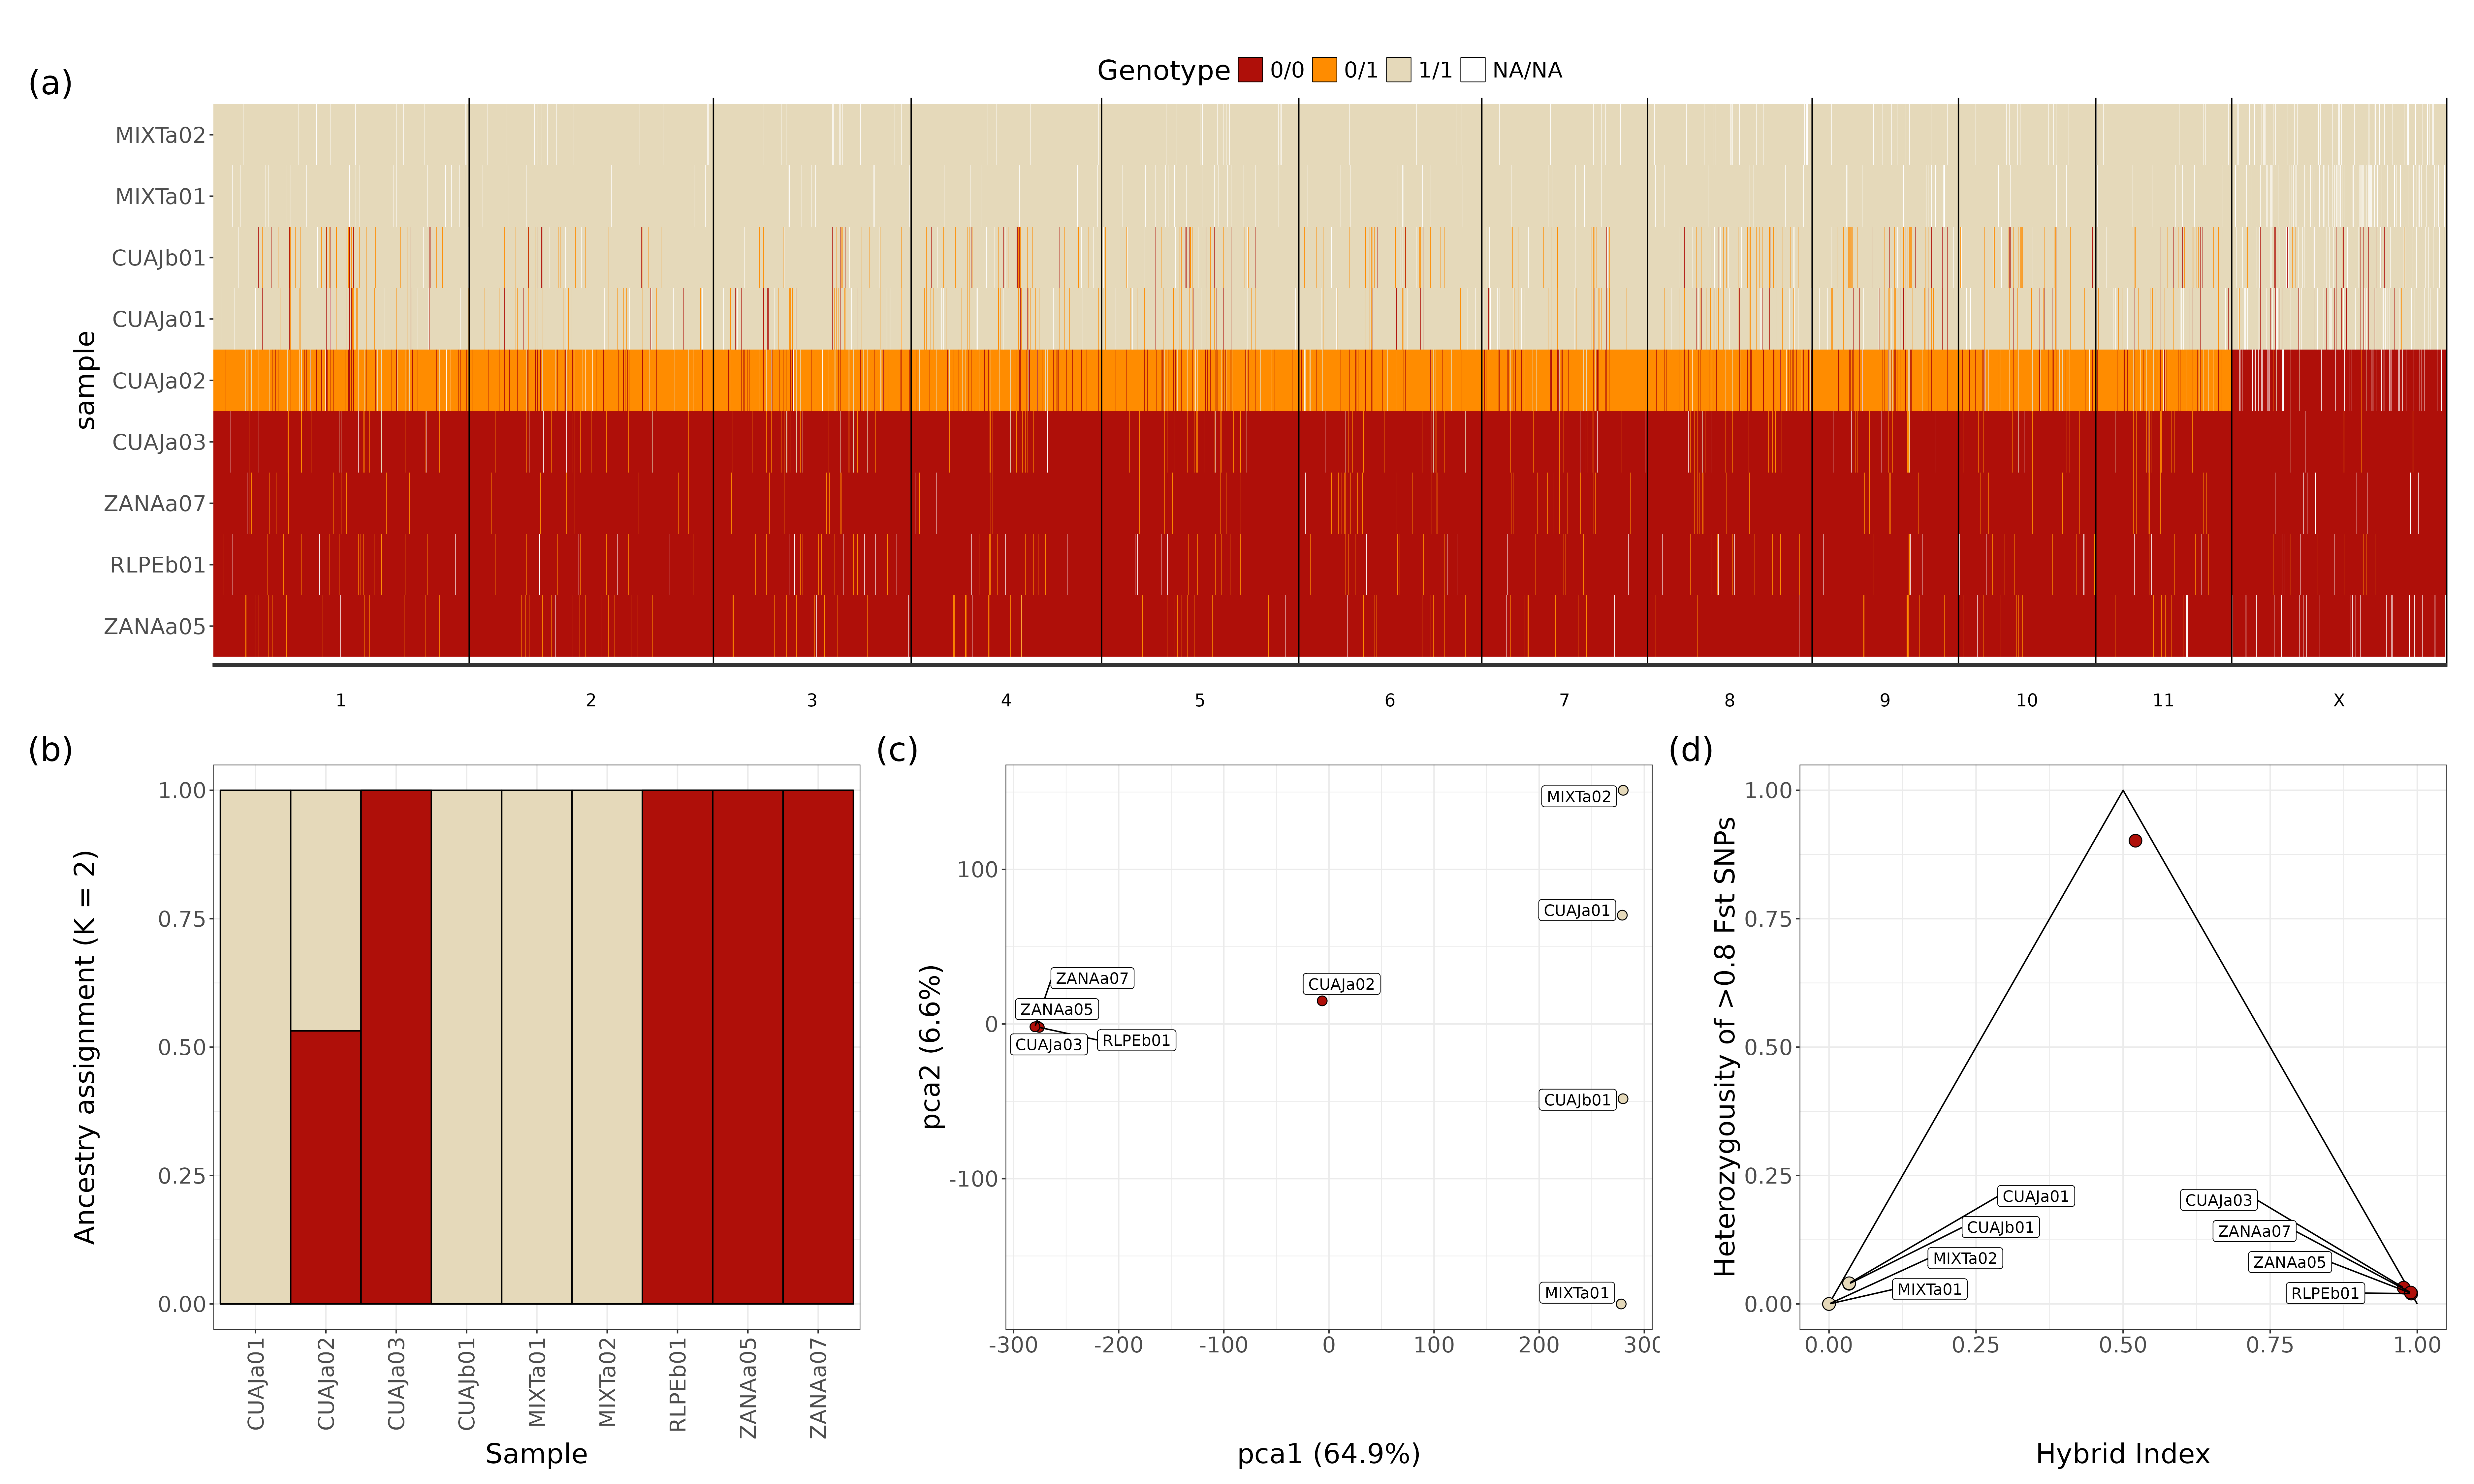 (a)
Genotype 0/0 0/1 1/1 NA/NA
sample
MIXTa02
MIXTa01
CUAJb01
CUAJa01
CUAJa02
CUAJa03
ZANAa07
RLPEb01
ZANAa05
1 2 3 4 5 6 7 8 9 10 11 X
(b)
Ancestry assignment (K = 2)
1.00
0.75
0.50
0.25
0.00
CUAJa01
CUAJa02
CUAJa03
CUAJb01
MIXTa01
MIXTa02
RLPEb01
ZANAa05
ZANAa07
Sample
(c)
pca2 (6.6%)
100
0
-100
MIXTa02
CUAJa01
ZANAa07
CUAJa02
ZANAa05
RLPEb01
CUAJa03
CUAJb01
MIXTa01
-300 -200 -100 0 100 200 300
pca1 (64.9%)
(d)
Heterozygousity of >0.8 Fst SNPs
1.00
0.75
0.50
0.25
0.00
CUAJa01
CUAJb01
MIXTa02
MIXTa01
CUAJa03
ZANAa07
ZANAa05
RLPEb01
0.00 0.25 0.50 0.75 1.00
Hybrid Index